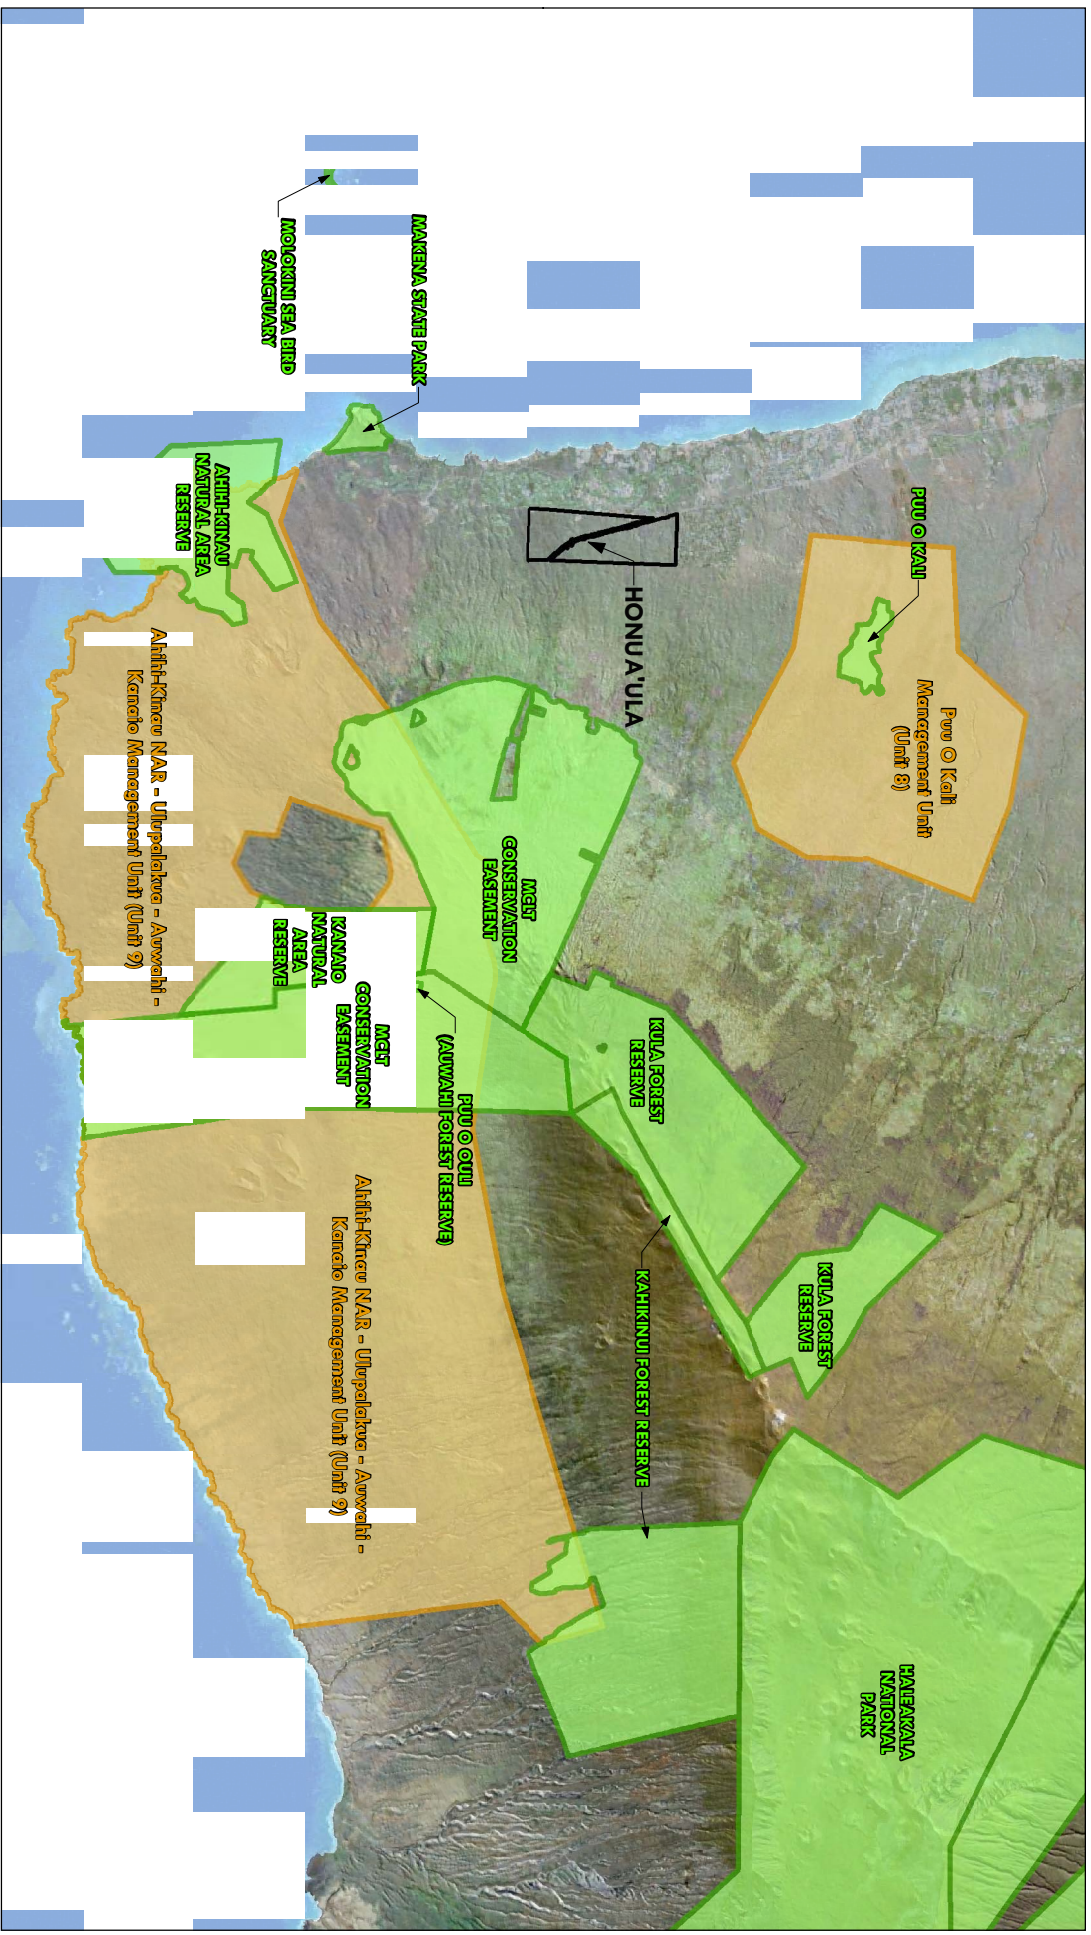 PUU O KALI
Puu O Kali
Management Unit
(Unit 8)
HALEAKALA
NATIONAL
PARK
KULA FOREST
RESERVE
KULA FOREST
RESERVE
HONUA'ULA
KAHIKINUI FOREST RESERVE
MCLT
CONSERVATION
EASEMENT
MAKENA STATE PARK
PUU O OULI
(AUWAHI FOREST RESERVE)
MOLOKINI SEA BIRD
SANCTUARY
MCLT
CONSERVATION
EASEMENT
KANAIO
NATURAL
AREA
RESERVE
Ahihi-Kinau NAR - Ulupalakua - Auwahi -
Kanaio Management Unit (Unit 9)
AHIHI-KINAU
NATURAL AREA
RESERVE
Ahihi-Kinau NAR - Ulupalakua - Auwahi -
Kanaio Management Unit (Unit 9)